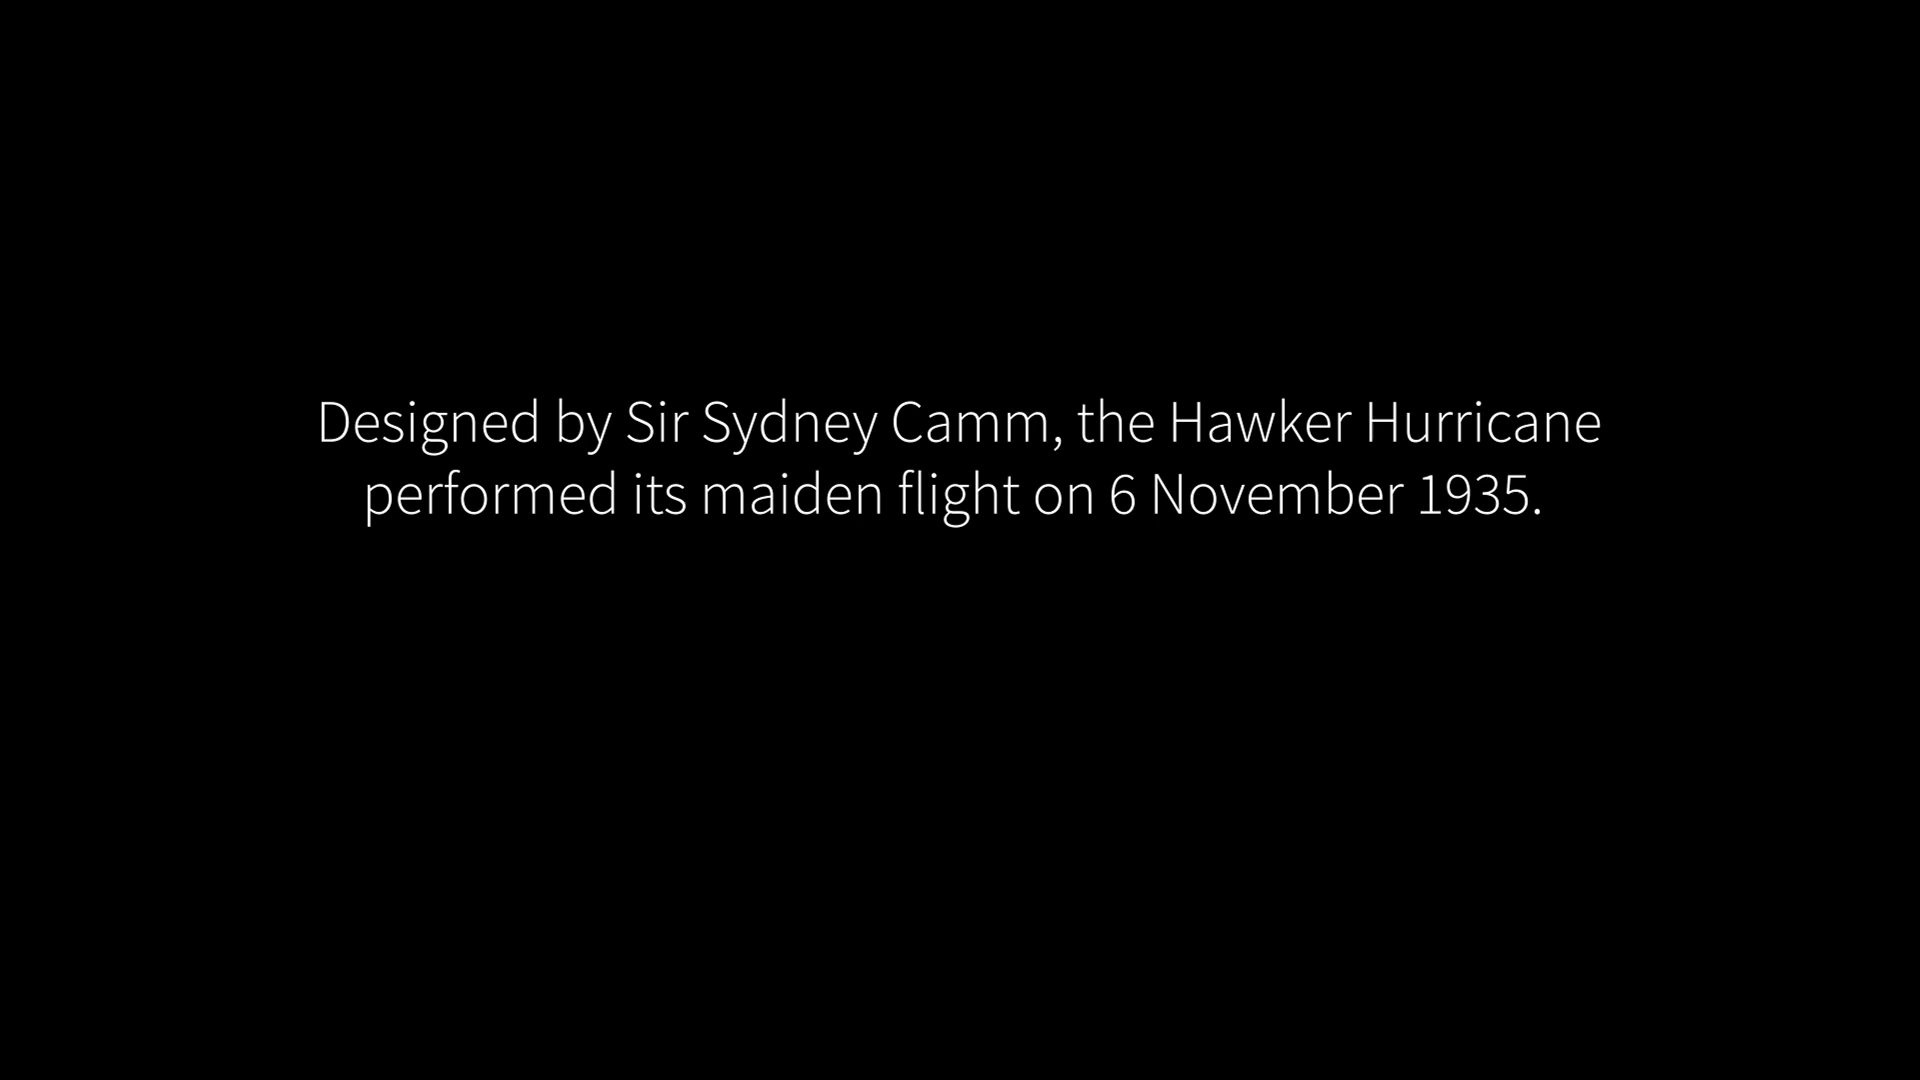 Designed by Sir Sydney Camm, the Hawker Hurricane
performed its maiden flight on 6 November 1935.